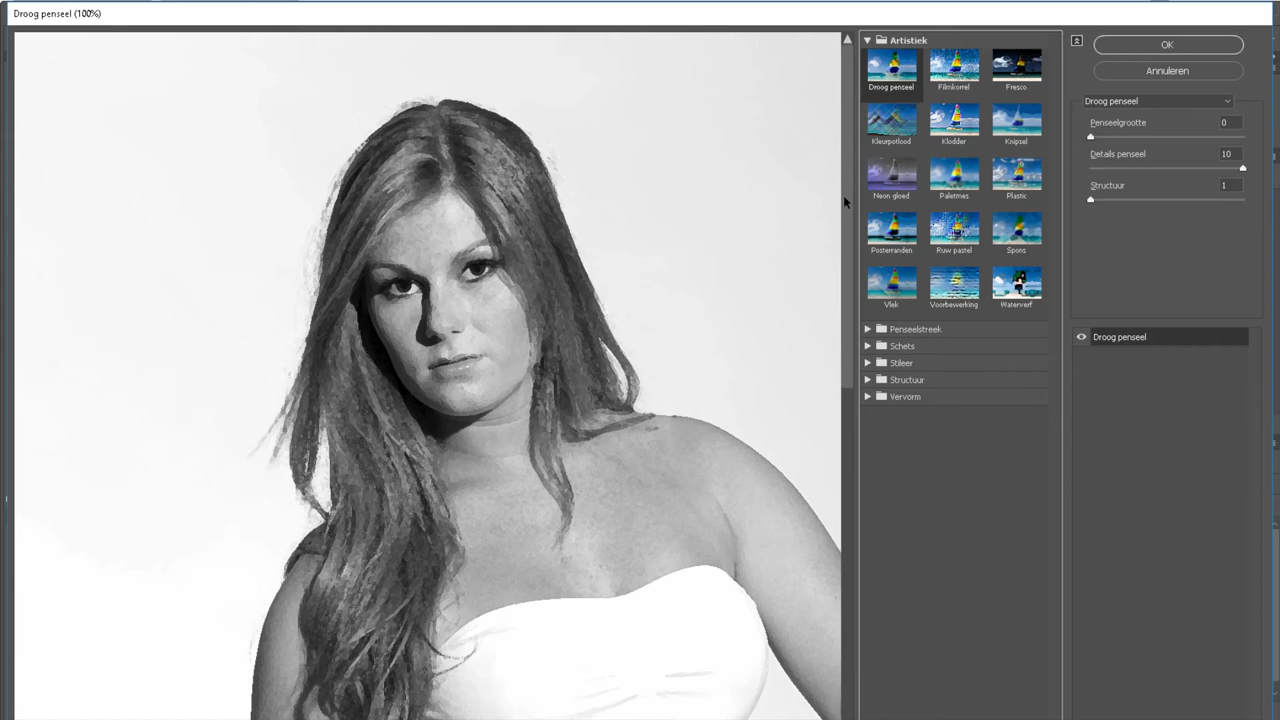 Droog penseel (100%)
Artistiek
Droog penseel
Filmkorrel
Fresco
Kleurpotlood
Klodder
Knipsel
Neon gloed
Paletmes
Plastic
Posterranden
Ruw pastel
Spons
Vlek
Voorbewerking
Waterverf
Penseelstreek
Schets
Stileer
Structuur
Vervorm
OK
Annuleren
Droog penseel
Penseelgrootte 0
Details penseel 10
Structuur 1
Droog penseel